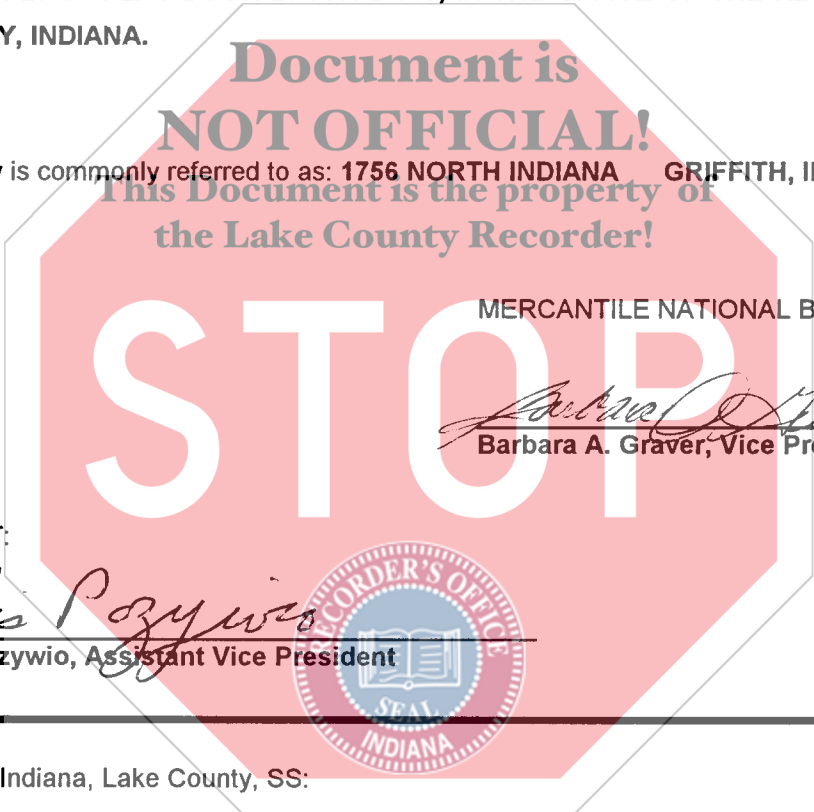 Y, INDIANA.
Document is
NOT OFFICIAL!
is commonly referred to as: 1756 NORTH INDIANA GRIFFITH, I
This Document is the property of
the Lake County Recorder!
MERCANTILE NATIONAL B
STOP
Barbara A. Graver, Vice Pr
s Pozywio
zywio, Assistant Vice President
RECORDER'S OFFICE
SEAL
INDIANA
Indiana, Lake County, SS: